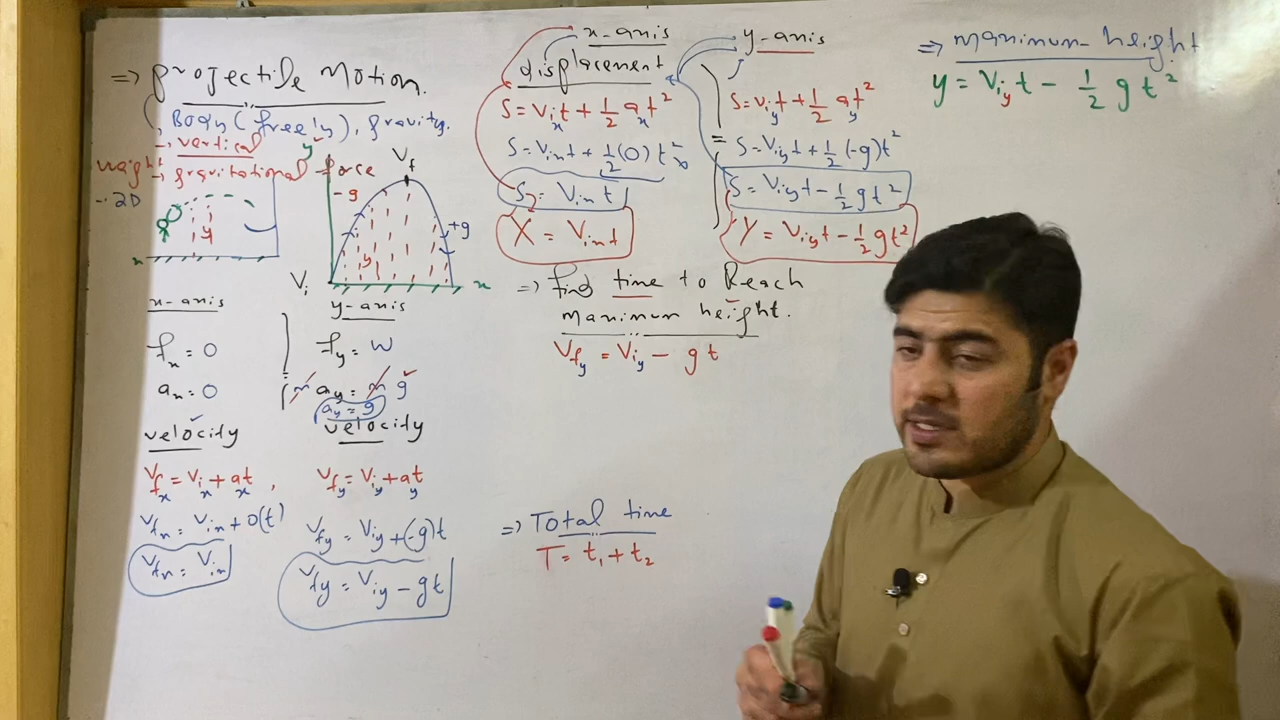 ⇒ Projectile Motion.
↳ Body (freely), gravity.
→ vertical
weight → gravitational force
→ 2D
y
x
y
-g
Vf
+g
y
Vi
x
x-axis
fx = 0
ax = 0
velocity
Vfx = Vix + axt ,
Vfx = Vix + 0(t)
Vfx = Vix
y-axis
fy = W
m ay = m g
ay = g
velocity
Vfy = Viy + ayt
Vfy = Viy + (-g)t
Vfy = Viy - gt
x-axis
displacement
S = Vixt + 1/2 axt²
S = Vixt + 1/2 (0) t²
Sx = Vixt
X = Vixt
y-axis
S = Viyt + 1/2 ayt²
= S = Viyt + 1/2 (-g)t²
S = Viyt - 1/2 gt²
Y = Viyt - 1/2 gt²
⇒ find time to Reach
maximum height.
Vfy = Viy - gt
⇒ Total time
T = t₁ + t₂
⇒ maximum height
y = Viyt - 1/2 gt²